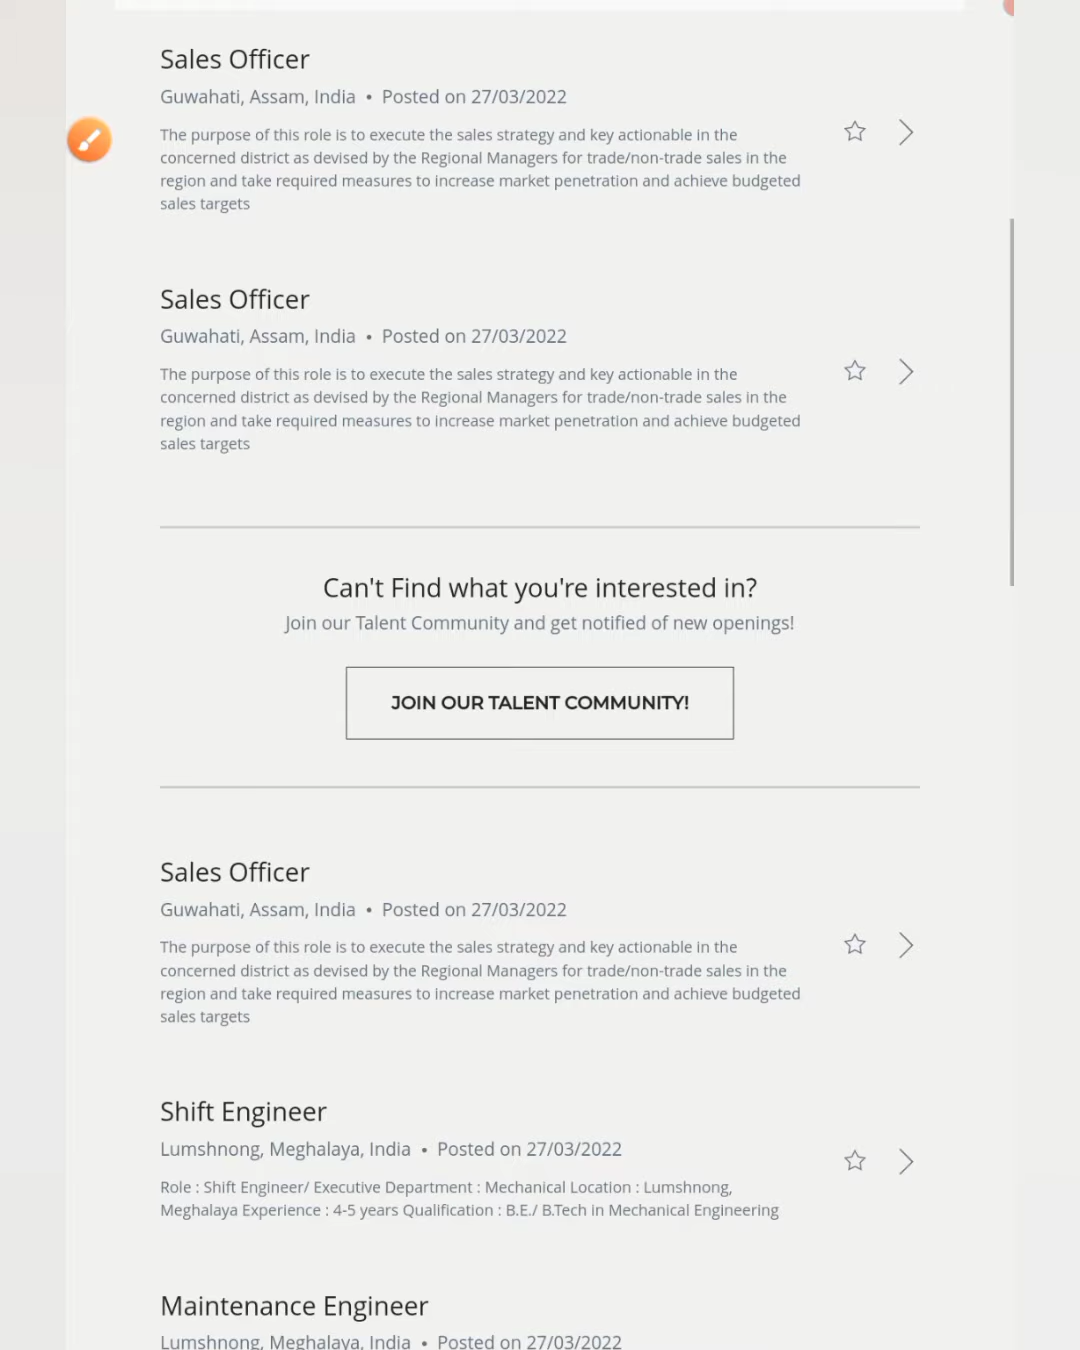 Sales Officer
Guwahati, Assam, India • Posted on 27/03/2022
The purpose of this role is to execute the sales strategy and key actionable in the
concerned district as devised by the Regional Managers for trade/non-trade sales in the
region and take required measures to increase market penetration and achieve budgeted
sales targets
Sales Officer
Guwahati, Assam, India • Posted on 27/03/2022
The purpose of this role is to execute the sales strategy and key actionable in the
concerned district as devised by the Regional Managers for trade/non-trade sales in the
region and take required measures to increase market penetration and achieve budgeted
sales targets
Can't Find what you're interested in?
Join our Talent Community and get notified of new openings!
JOIN OUR TALENT COMMUNITY!
Sales Officer
Guwahati, Assam, India • Posted on 27/03/2022
The purpose of this role is to execute the sales strategy and key actionable in the
concerned district as devised by the Regional Managers for trade/non-trade sales in the
region and take required measures to increase market penetration and achieve budgeted
sales targets
Shift Engineer
Lumshnong, Meghalaya, India • Posted on 27/03/2022
Role : Shift Engineer/ Executive Department : Mechanical Location : Lumshnong,
Meghalaya Experience : 4-5 years Qualification : B.E./ B.Tech in Mechanical Engineering
Maintenance Engineer
Lumshnong, Meghalaya, India • Posted on 27/03/2022